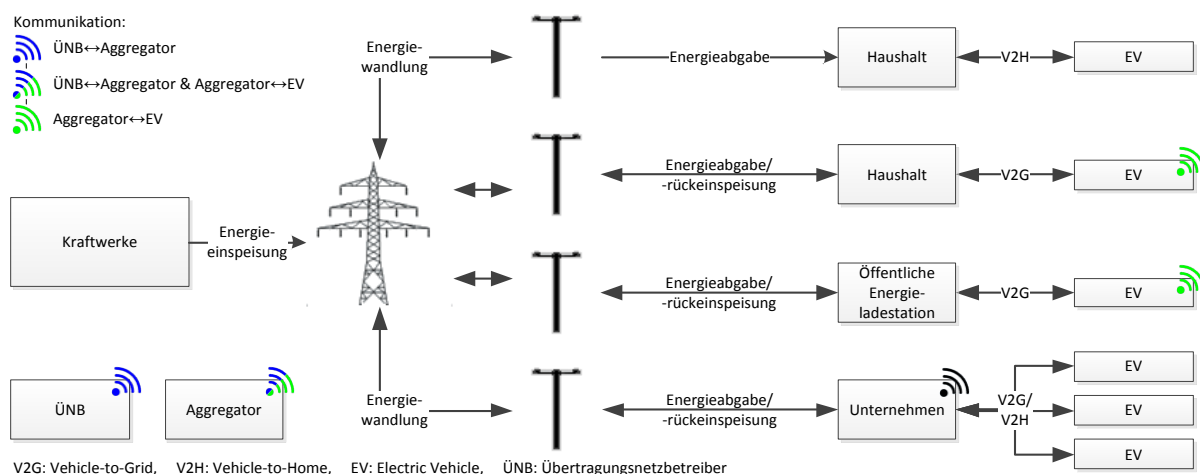 Kommunikation:
ÜNB↔Aggregator
ÜNB↔Aggregator & Aggregator↔EV
Aggregator↔EV
Energie-
wandlung
Energieabgabe
Haushalt
V2H
EV
Energieabgabe/
-rückeinspeisung
Haushalt
V2G
EV
Kraftwerke
Energie-
einspeisung
Energieabgabe/
-rückeinspeisung
Öffentliche
Energie-
ladestation
V2G
EV
ÜNB
Aggregator
Energie-
wandlung
Energieabgabe/
-rückeinspeisung
Unternehmen
V2G/
V2H
EV
EV
EV
V2G: Vehicle-to-Grid, V2H: Vehicle-to-Home, EV: Electric Vehicle, ÜNB: Übertragungsnetzbetreiber